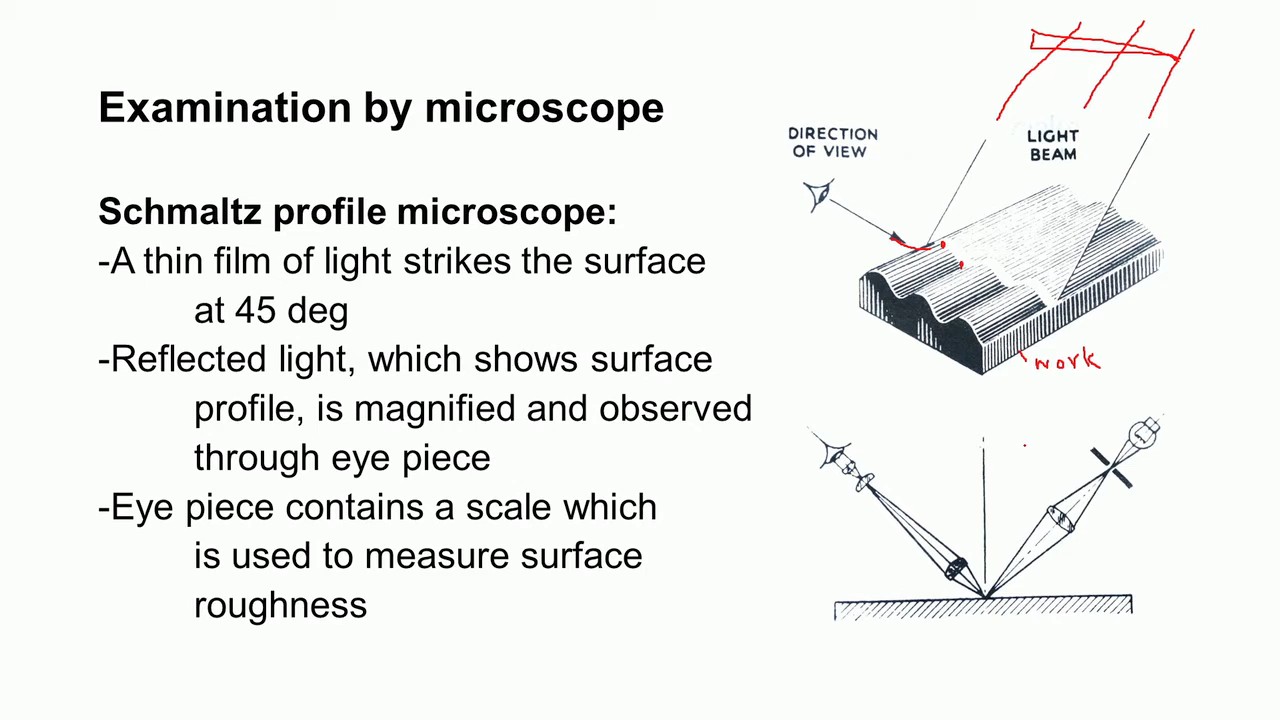 Examination by microscope
Schmaltz profile microscope:
-A thin film of light strikes the surface
at 45 deg
-Reflected light, which shows surface
profile, is magnified and observed
through eye piece
-Eye piece contains a scale which
is used to measure surface
roughness
DIRECTION
OF VIEW
LIGHT
BEAM
work